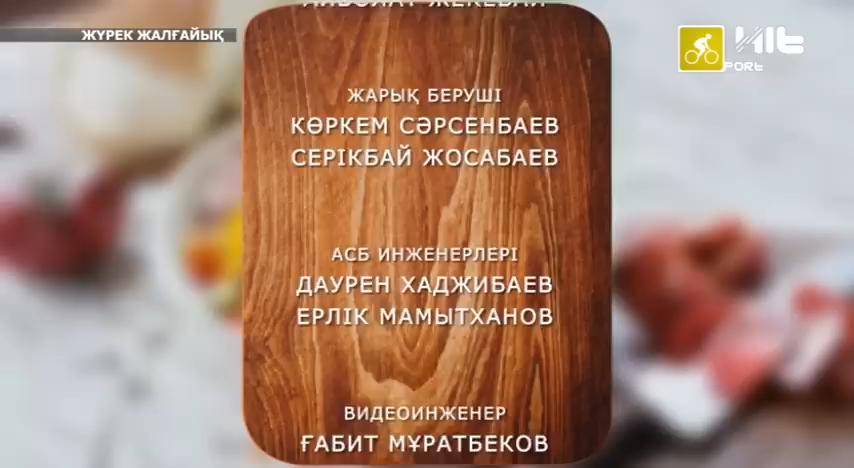 ЖҮРЕК ЖАЛҒАЙЫҚ
ЖАРЫҚ БЕРУШІ
КӨРКЕМ СӘРСЕНБАЕВ
СЕРІКБАЙ ЖОСАБАЕВ
АСБ ИНЖЕНЕРЛЕРІ
ДАУРЕН ХАДЖИБАЕВ
ЕРЛІК МАМЫТХАНОВ
ВИДЕОИНЖЕНЕР
ҒАБИТ МҰРАТБЕКОВ